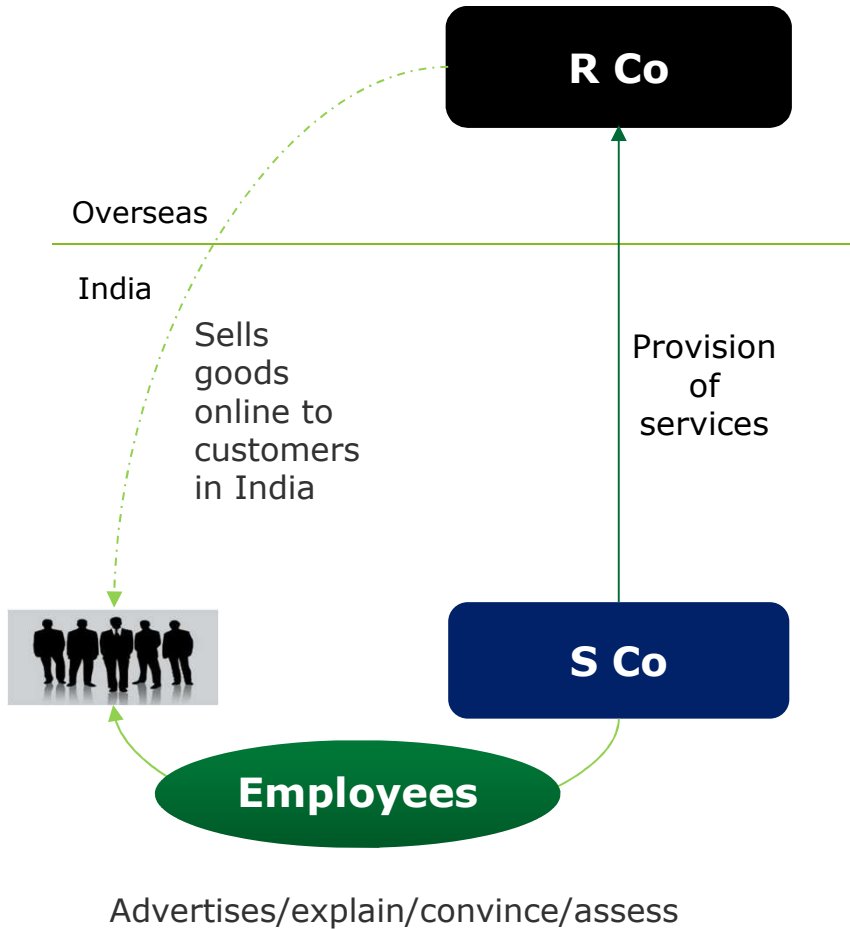 R Co
Overseas
India
Sells
goods
online to
customers
in India
Provision
of
services
S Co
Employees
Advertises/explain/convince/assess